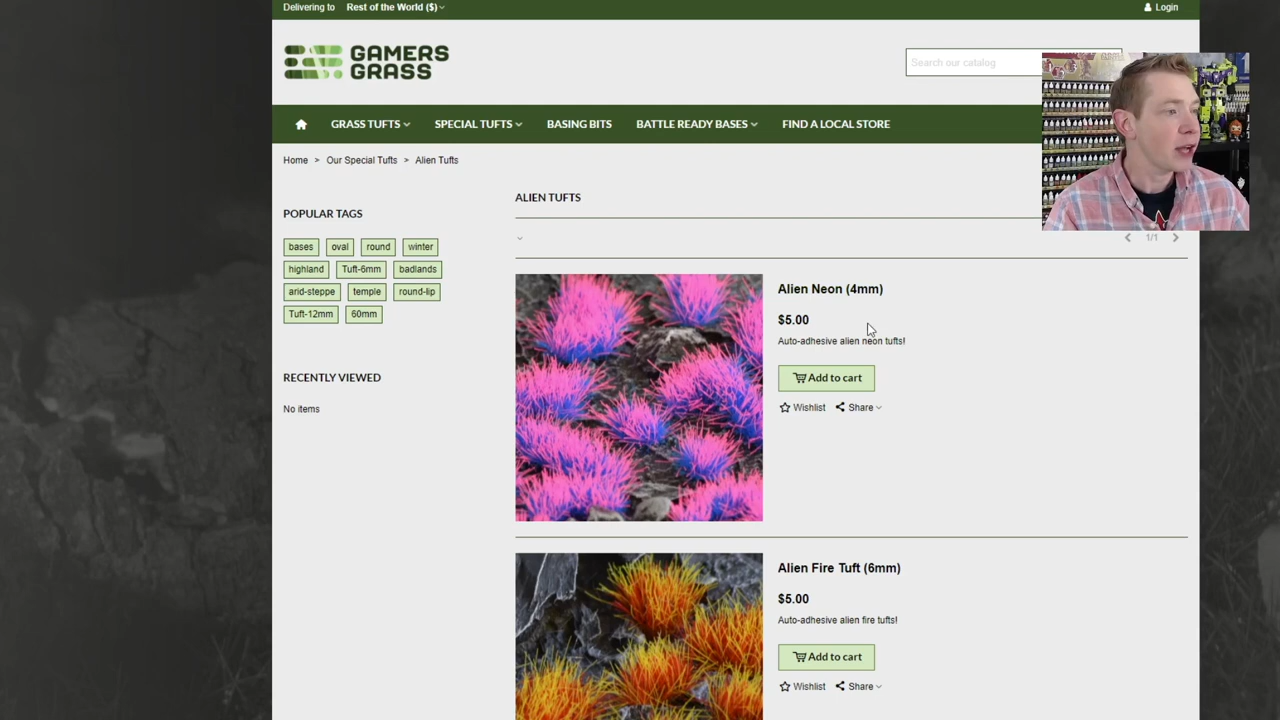 Delivering to Rest of the World ($)
Login
GAMERS
GRASS
Search our catalog
GRASS TUFTS SPECIAL TUFTS BASING BITS BATTLE READY BASES FIND A LOCAL STORE
Home > Our Special Tufts > Alien Tufts
POPULAR TAGS
bases oval round winter
highland Tuft-6mm badlands
arid-steppe temple round-lip
Tuft-12mm 60mm
RECENTLY VIEWED
No items
ALIEN TUFTS
1/1
Alien Neon (4mm)
$5.00
Auto-adhesive alien neon tufts!
Add to cart
Wishlist Share
Alien Fire Tuft (6mm)
$5.00
Auto-adhesive alien fire tufts!
Add to cart
Wishlist Share